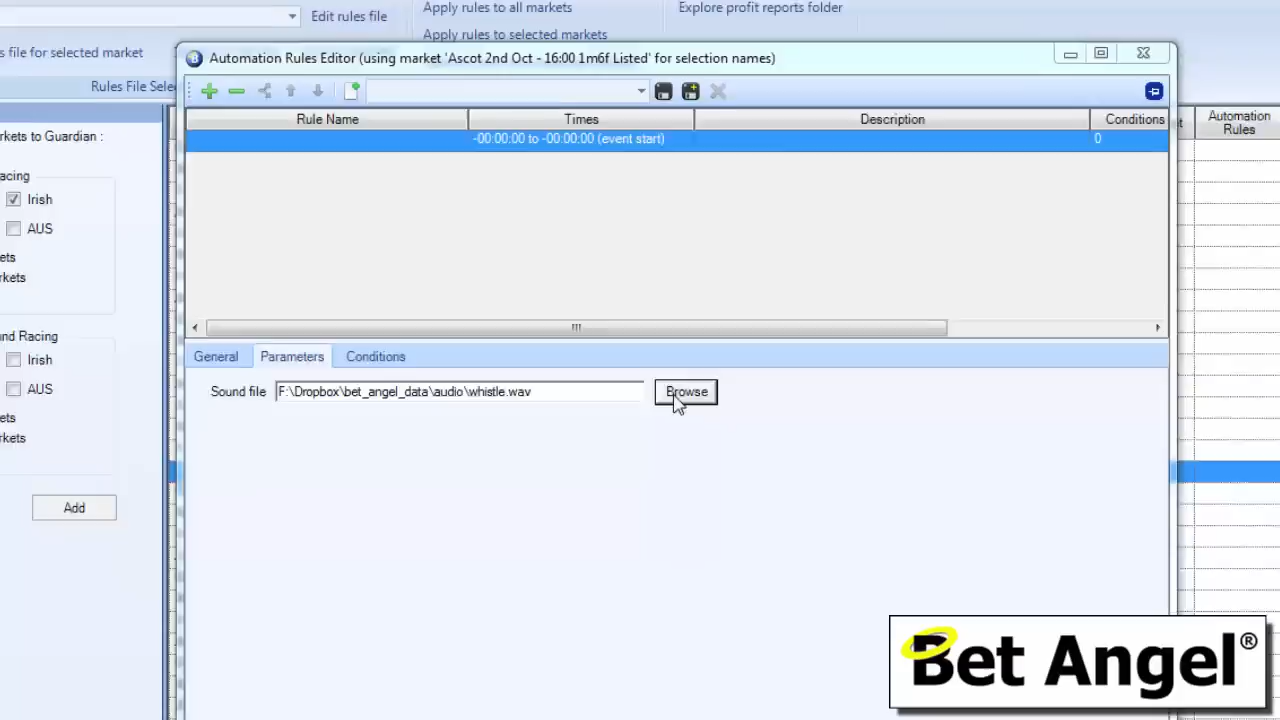 Apply rules to all markets
Explore profit reports folder
Edit rules file
Apply rules to selected markets
s file for selected market
Automation Rules Editor (using market 'Ascot 2nd Oct - 16:00 1m6f Listed' for selection names)
Rules File Sele
Rule Name Times Description Conditions
t Automation
Rules
-00:00:00 to -00:00:00 (event start) 0
rkets to Guardian :
acing
Irish
AUS
ets
rkets
nd Racing
Irish
AUS
ets
rkets
Add
General Parameters Conditions
Sound file F:\Dropbox\bet_angel_data\audio\whistle.wav Browse
Bet Angel®